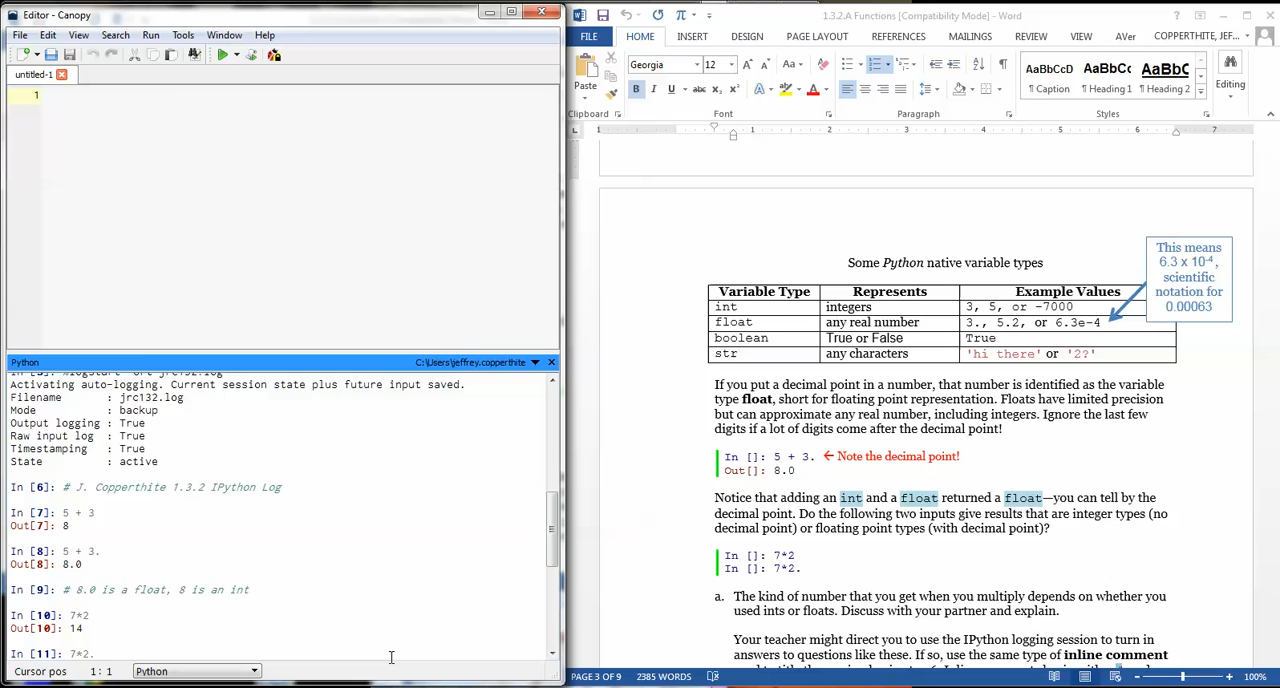 Editor - Canopy
File Edit View Search Run Tools Window Help
untitled-1
1
Python C:\Users\jeffrey.copperthite
Activating auto-logging. Current session state plus future input saved.
Filename : jrc132.log
Mode : backup
Output logging : True
Raw input log : True
Timestamping : True
State : active
In [6]: # J. Copperthite 1.3.2 IPython Log
In [7]: 5 + 3
Out[7]: 8
In [8]: 5 + 3.
Out[8]: 8.0
In [9]: # 8.0 is a float, 8 is an int
In [10]: 7*2
Out[10]: 14
In [11]: 7*2.
Cursor pos 1 : 1 Python
1.3.2.A Functions [Compatibility Mode] - Word
FILE HOME INSERT DESIGN PAGE LAYOUT REFERENCES MAILINGS REVIEW VIEW AVer COPPERTHITE, JEF...
Georgia 12
Paste
AaBbCcD AaBbCc AaBbC
¶ Caption ¶ Heading 1 ¶ Heading 2
Editing
Clipboard Font Paragraph Styles
1 1 2 3 4 5 6 7
This means
6.3 x 10-4,
scientific
notation for
0.00063
Some Python native variable types
Variable Type Represents Example Values
int integers 3, 5, or -7000
float any real number 3., 5.2, or 6.3e-4
boolean True or False True
str any characters 'hi there' or '2?'
If you put a decimal point in a number, that number is identified as the variable
type float, short for floating point representation. Floats have limited precision
but can approximate any real number, including integers. Ignore the last few
digits if a lot of digits come after the decimal point!
In []: 5 + 3. ← Note the decimal point!
Out[]: 8.0
Notice that adding an int and a float returned a float—you can tell by the
decimal point. Do the following two inputs give results that are integer types (no
decimal point) or floating point types (with decimal point)?
In []: 7*2
In []: 7*2.
a. The kind of number that you get when you multiply depends on whether you
used ints or floats. Discuss with your partner and explain.
Your teacher might direct you to use the IPython logging session to turn in
answers to questions like these. If so, use the same type of inline comment
PAGE 3 OF 9 2385 WORDS 100%